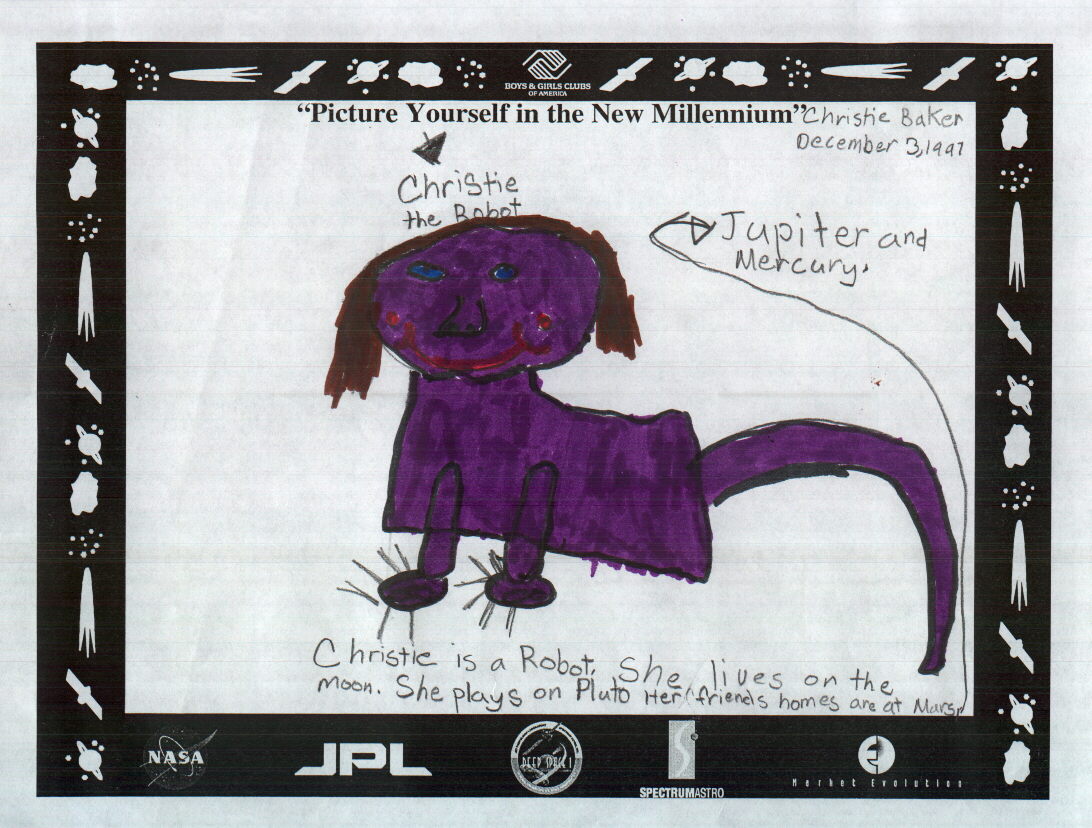 BOYS & GIRLS CLUBS
OF AMERICA
“Picture Yourself in the New Millennium”
Christie Baker
December 3, 1997
Christie
the Robot
Jupiter and
Mercury.
Christie is a Robot. She lives on the
moon. She plays on Pluto Her friends homes are at Mars,
NASA
JPL
DEEP SPACE 1
SPECTRUMASTRO
Market Evolution